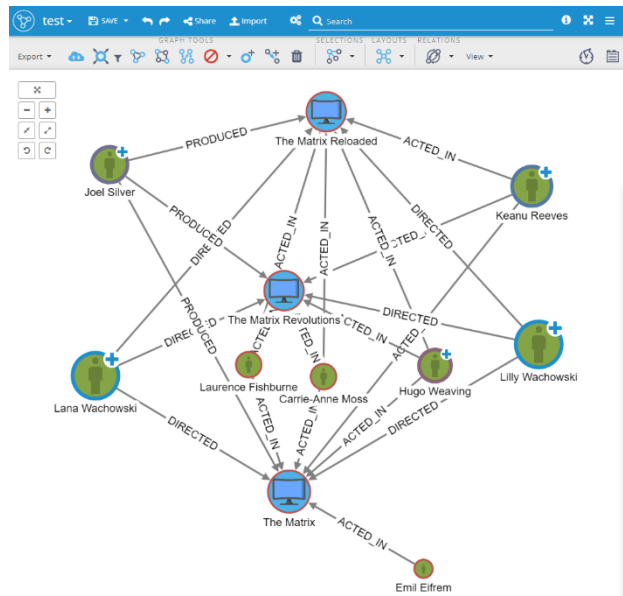 test
SAVE
Share
Import
Search
GRAPH TOOLS
SELECTIONS
LAYOUTS
RELATIONS
Export
View
The Matrix Reloaded
PRODUCED
ACTED_IN
Joel Silver
Keanu Reeves
PRODUCED
ACTED_IN
ACTED_IN
ACTED_IN
DIRECTED
PRODUCED
The Matrix Revolutions
DIRECTED
Laurence Fishburne
Carrie-Anne Moss
Hugo Weaving
Lilly Wachowski
Lana Wachowski
DIRECTED
ACTED_IN
ACTED_IN
ACTED_IN
DIRECTED
The Matrix
ACTED_IN
Emil Eifrem